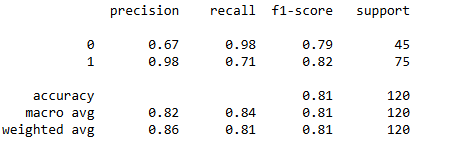 precision recall f1-score support
0 0.67 0.98 0.79 45
1 0.98 0.71 0.82 75
accuracy 0.81 120
macro avg 0.82 0.84 0.81 120
weighted avg 0.86 0.81 0.81 120